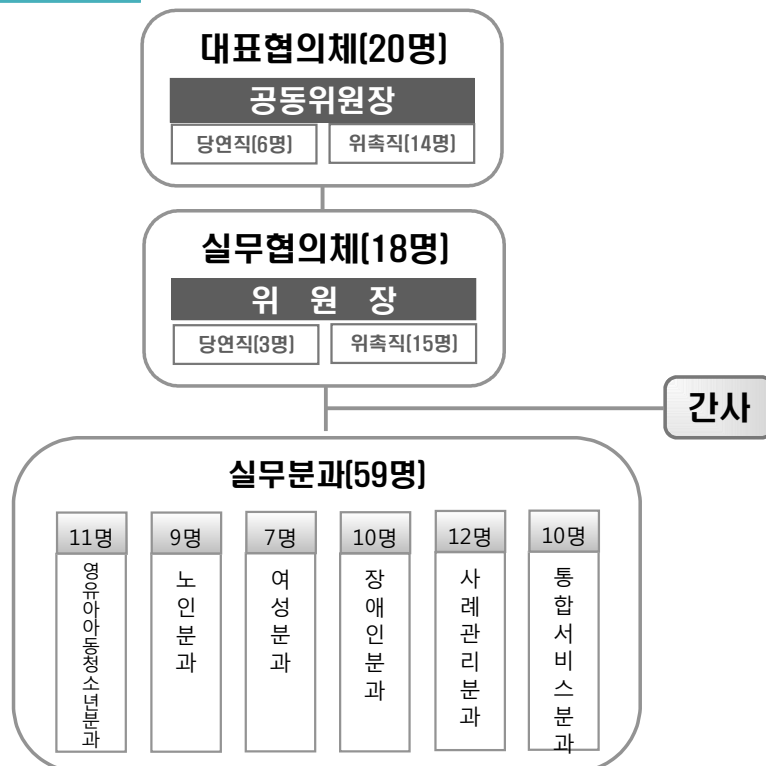 대표협의체(20명)
공동위원장
당연직(6명) 위촉직(14명)
실무협의체(18명)
위 원 장
당연직(3명) 위촉직(15명)
간사
실무분과(59명)
11명 9명 7명 10명 12명 10명
영유아아동청소년분과
노인분과
여성분과
장애인분과
사례관리분과
통합서비스분과